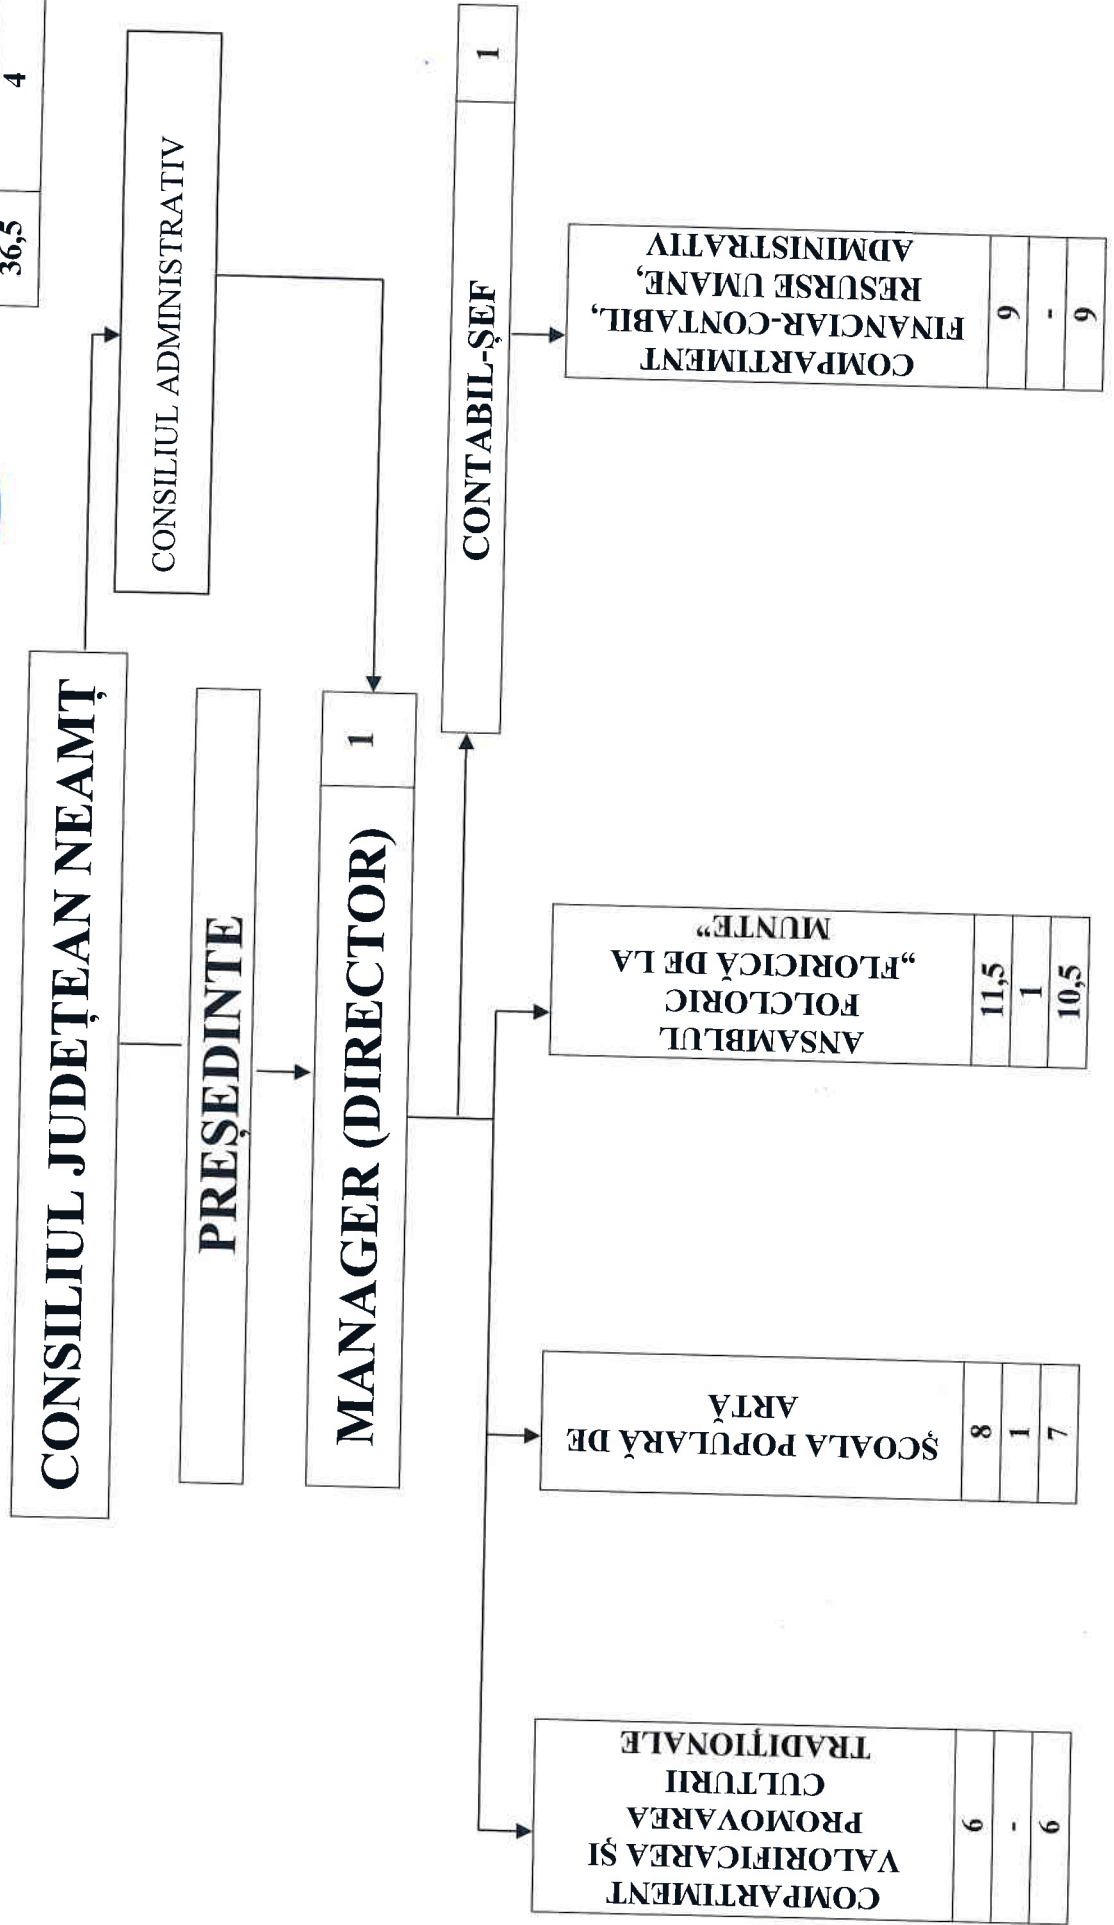 36,5 4
CONSILIUL JUDEȚEAN NEAMȚ
CONSILIUL ADMINISTRATIV
PREȘEDINTE
MANAGER (DIRECTOR) 1
CONTABIL-ȘEF 1
COMPARTIMENT
VALORIFICAREA ȘI
PROMOVAREA
CULTURII
TRADIȚIONALE
6
-
6
ȘCOALA POPULARĂ DE
ARTĂ
8
1
7
ANSAMBLUL
FOLCLORIC
„FLORICICĂ DE LA
MUNTE”
11,5
1
10,5
COMPARTIMENT
FINANCIAR-CONTABIL,
RESURSE UMANE,
ADMINISTRATIV
9
-
9